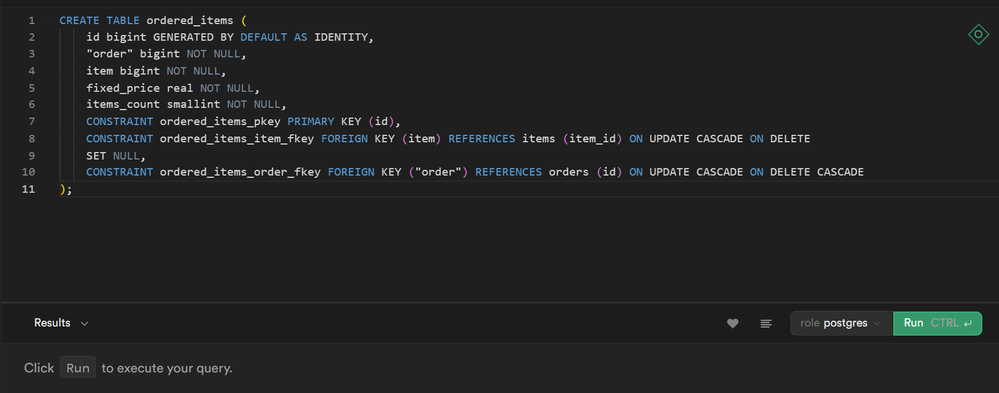 1 CREATE TABLE ordered_items (
2 id bigint GENERATED BY DEFAULT AS IDENTITY,
3 "order" bigint NOT NULL,
4 item bigint NOT NULL,
5 fixed_price real NOT NULL,
6 items_count smallint NOT NULL,
7 CONSTRAINT ordered_items_pkey PRIMARY KEY (id),
8 CONSTRAINT ordered_items_item_fkey FOREIGN KEY (item) REFERENCES items (item_id) ON UPDATE CASCADE ON DELETE
9 SET NULL,
10 CONSTRAINT ordered_items_order_fkey FOREIGN KEY ("order") REFERENCES orders (id) ON UPDATE CASCADE ON DELETE CASCADE
11 );
Results role postgres Run CTRL ↵
Click Run to execute your query.